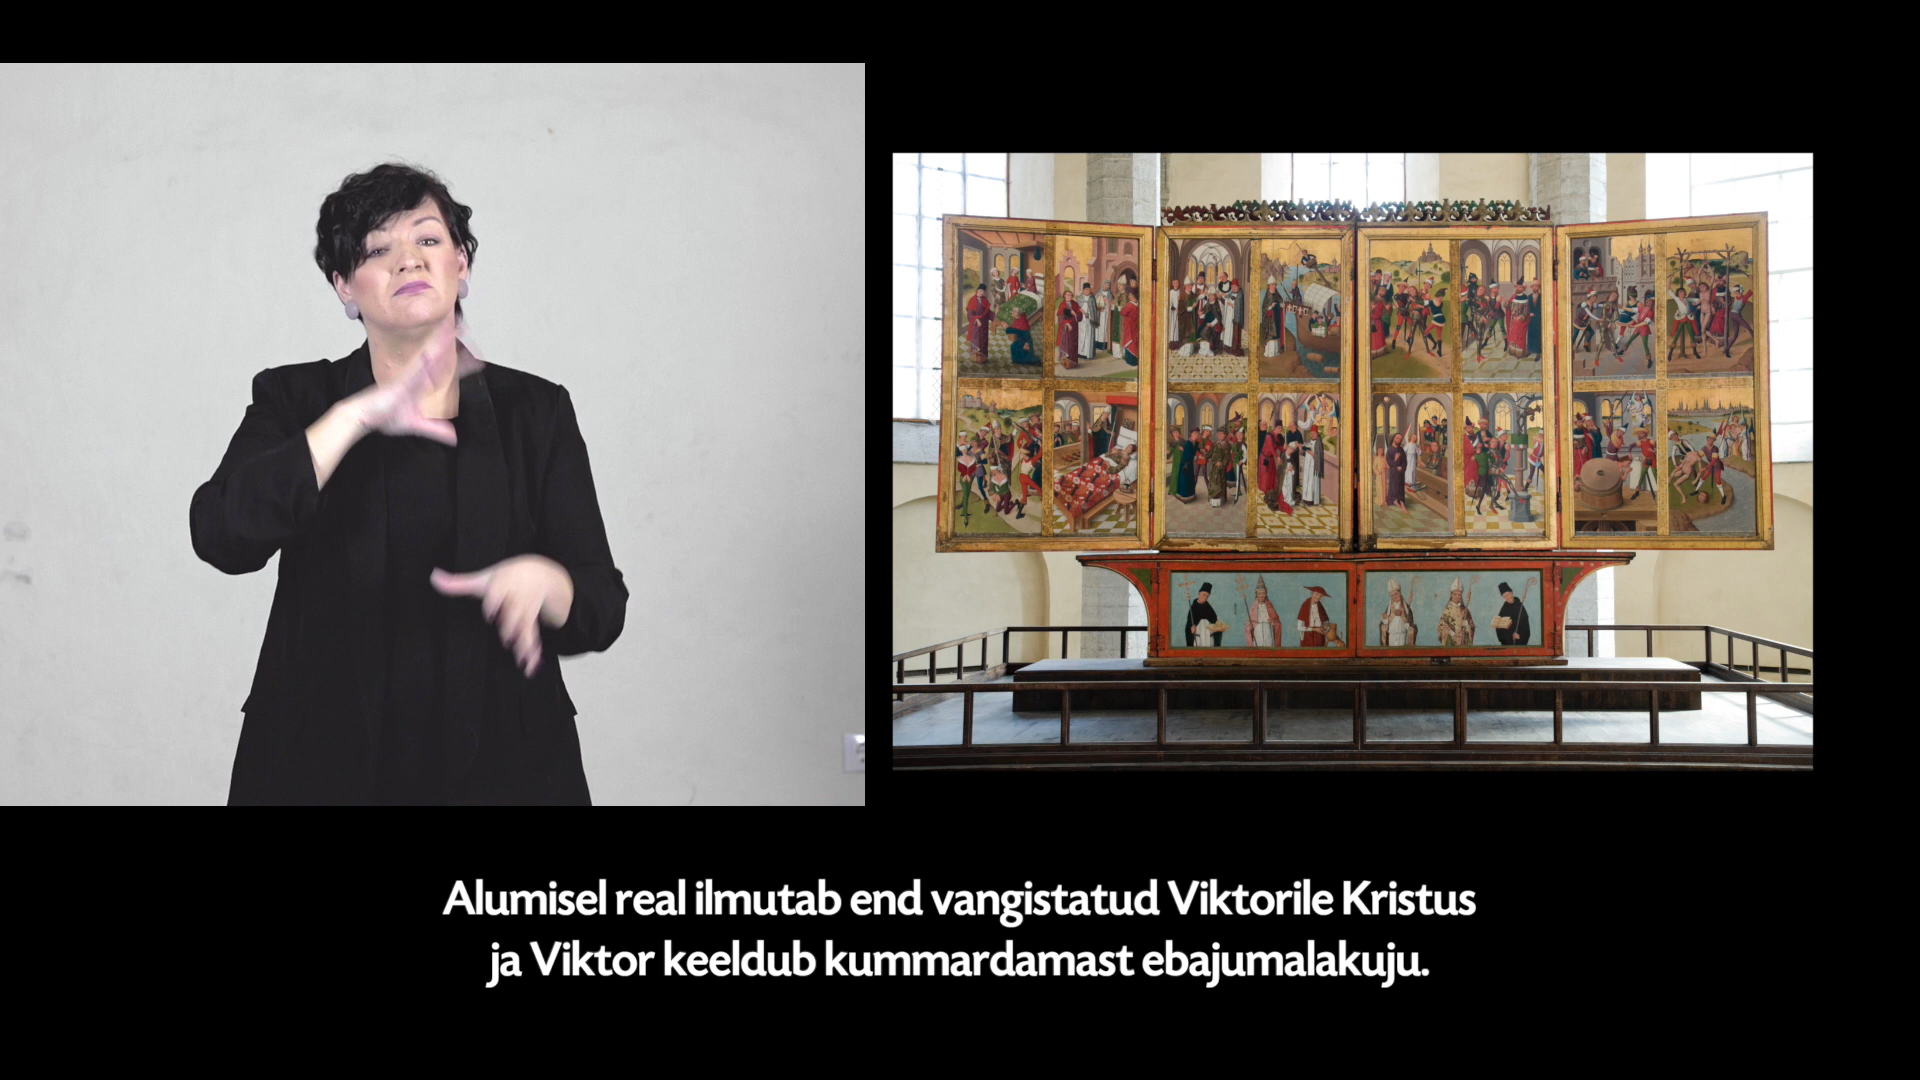 Alumisel real ilmutab end vangistatud Viktorile Kristus
ja Viktor keeldub kummardamast ebajumalakuju.